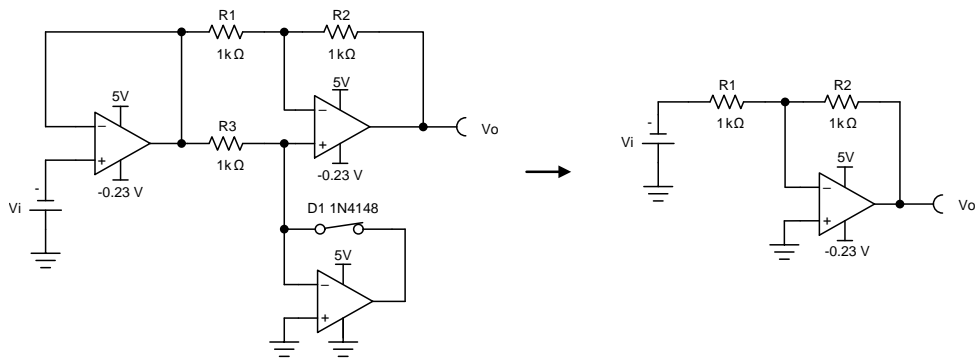 R1
R2
1kΩ
1kΩ
5V
5V
−
−
R3
Vo
+
+
1kΩ
-0.23 V
-0.23 V
-
Vi
D1 1N4148
5V
−
+
R1
R2
1kΩ
1kΩ
-
Vi
5V
−
Vo
+
-0.23 V